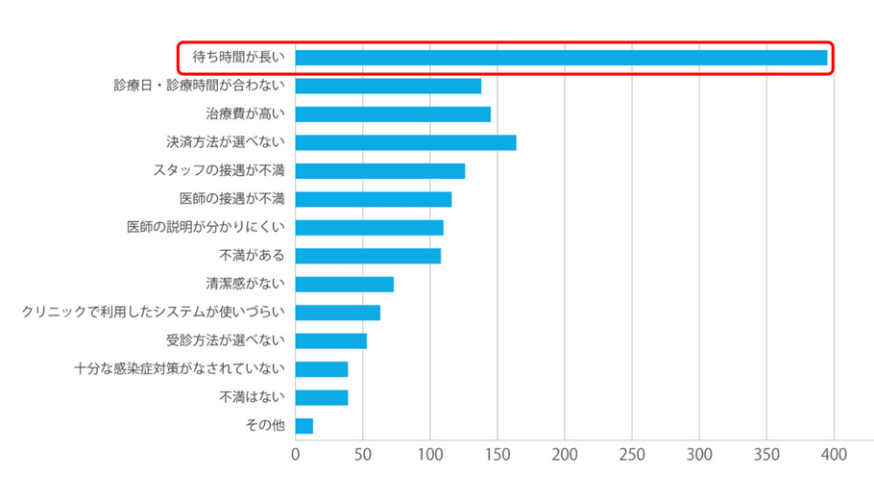 待ち時間が長い
診療日・診療時間が合わない
治療費が高い
決済方法が選べない
スタッフの接遇が不満
医師の接遇が不満
医師の説明が分かりにくい
不満がある
清潔感がない
クリニックで利用したシステムが使いづらい
受診方法が選べない
十分な感染症対策がなされていない
不満はない
その他
0 50 100 150 200 250 300 350 400